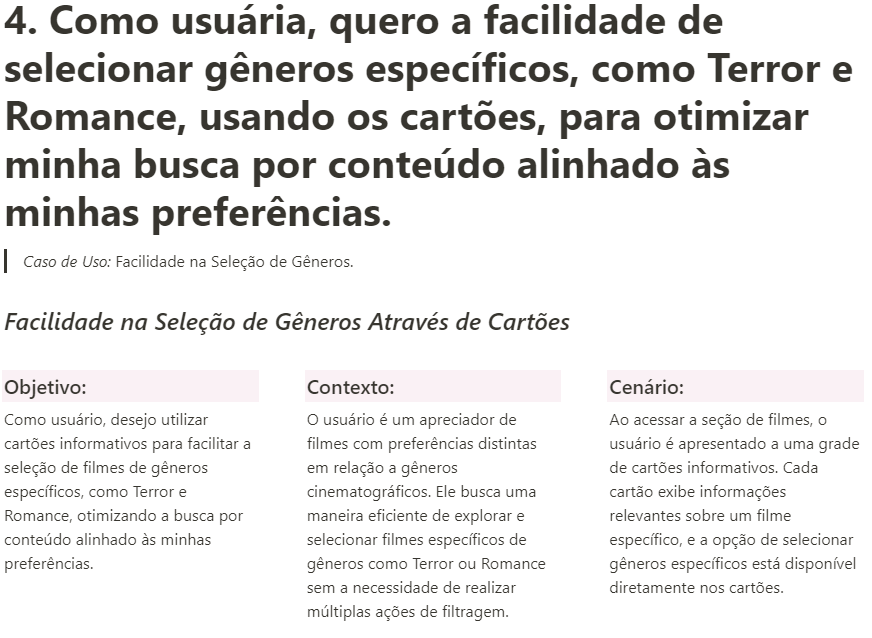 4. Como usuária, quero a facilidade de
selecionar gêneros específicos, como Terror e
Romance, usando os cartões, para otimizar
minha busca por conteúdo alinhado às
minhas preferências.
Caso de Uso: Facilidade na Seleção de Gêneros.
Facilidade na Seleção de Gêneros Através de Cartões
Objetivo:
Como usuário, desejo utilizar
cartões informativos para facilitar a
seleção de filmes de gêneros
específicos, como Terror e
Romance, otimizando a busca por
conteúdo alinhado às minhas
preferências.
Contexto:
O usuário é um apreciador de
filmes com preferências distintas
em relação a gêneros
cinematográficos. Ele busca uma
maneira eficiente de explorar e
selecionar filmes específicos de
gêneros como Terror ou Romance
sem a necessidade de realizar
múltiplas ações de filtragem.
Cenário:
Ao acessar a seção de filmes, o
usuário é apresentado a uma grade
de cartões informativos. Cada
cartão exibe informações
relevantes sobre um filme
específico, e a opção de selecionar
gêneros específicos está disponível
diretamente nos cartões.